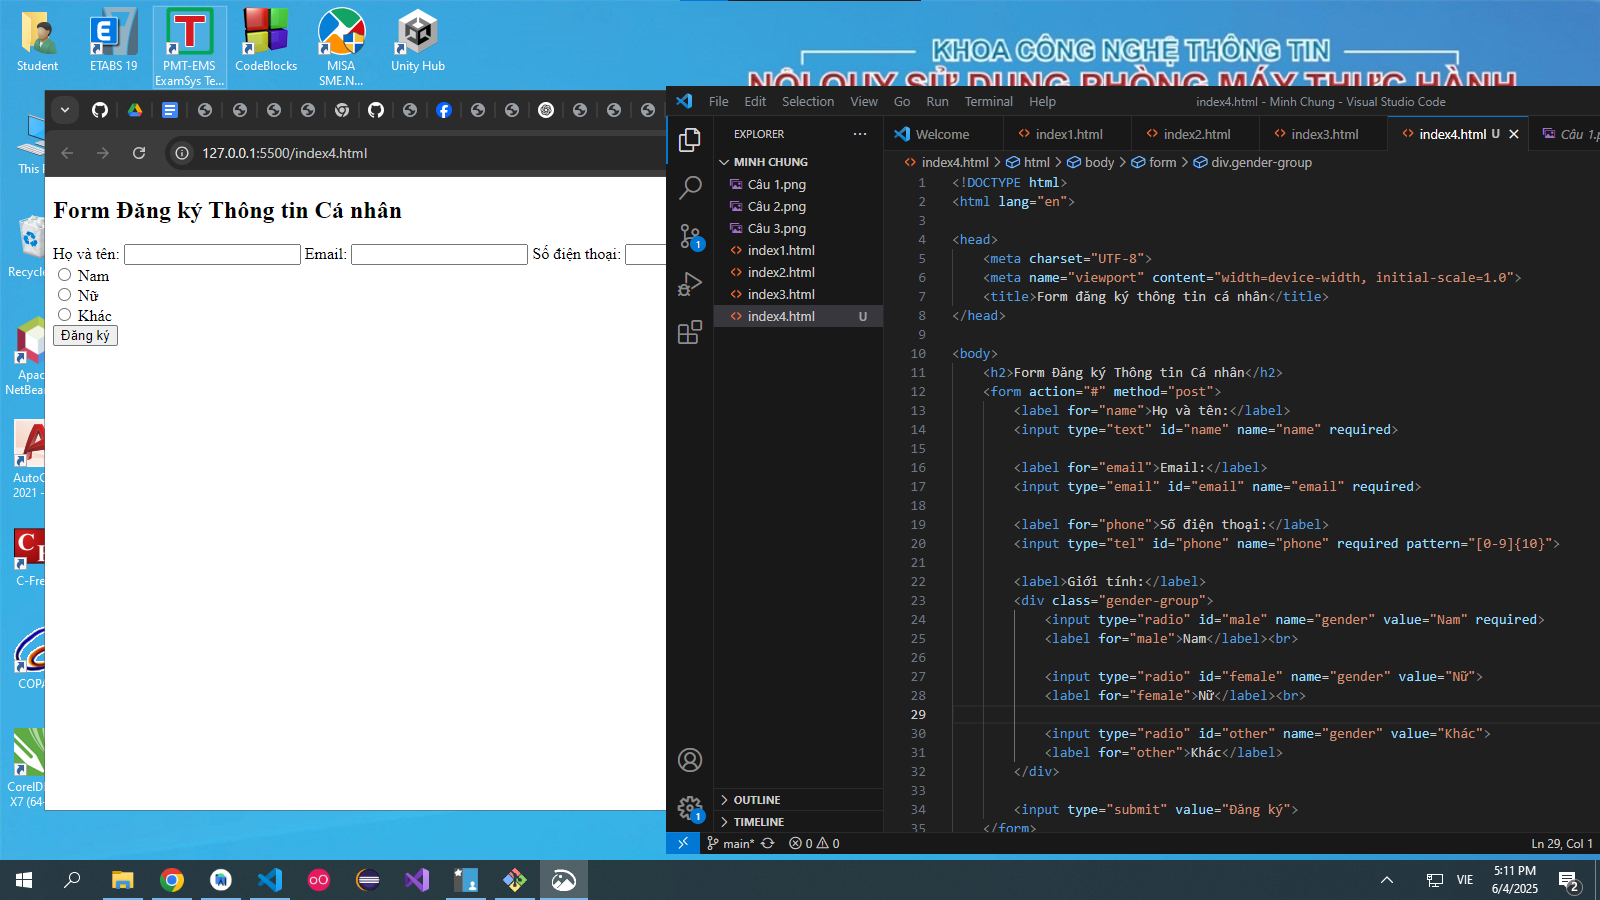 KHOA CÔNG NGHỆ THÔNG TIN
NỘI QUY SỬ DỤNG PHÒNG MÁY THỰC HÀNH
Student
ETABS 19
PMT-EMS
ExamSys Te...
CodeBlocks
MISA
SME.N...
Unity Hub
This
Recycle
Apac
NetBean
AutoC
2021 -
C-Fre
COPA
CorelD
X7 (64-
127.0.0.1:5500/index4.html
Form Đăng ký Thông tin Cá nhân
Họ và tên: Email: Số điện thoại:
Nam
Nữ
Khác
Đăng ký
File Edit Selection View Go Run Terminal Help
index4.html - Minh Chung - Visual Studio Code
EXPLORER
MINH CHUNG
Câu 1.png
Câu 2.png
Câu 3.png
index1.html
index2.html
index3.html
index4.html U
OUTLINE
TIMELINE
1
1
Welcome index1.html index2.html index3.html index4.html U Câu 1.p
index4.html > html > body > form > div.gender-group
1 <!DOCTYPE html>
2 <html lang="en">
3
4 <head>
5 <meta charset="UTF-8">
6 <meta name="viewport" content="width=device-width, initial-scale=1.0">
7 <title>Form đăng ký thông tin cá nhân</title>
8 </head>
9
10 <body>
11 <h2>Form Đăng ký Thông tin Cá nhân</h2>
12 <form action="#" method="post">
13 <label for="name">Họ và tên:</label>
14 <input type="text" id="name" name="name" required>
15
16 <label for="email">Email:</label>
17 <input type="email" id="email" name="email" required>
18
19 <label for="phone">Số điện thoại:</label>
20 <input type="tel" id="phone" name="phone" required pattern="[0-9]{10}">
21
22 <label>Giới tính:</label>
23 <div class="gender-group">
24 <input type="radio" id="male" name="gender" value="Nam" required>
25 <label for="male">Nam</label><br>
26
27 <input type="radio" id="female" name="gender" value="Nữ">
28 <label for="female">Nữ</label><br>
29
30 <input type="radio" id="other" name="gender" value="Khác">
31 <label for="other">Khác</label>
32 </div>
33
34 <input type="submit" value="Đăng ký">
35 </form>
main* 0 0
Ln 29, Col 1
VIE
5:11 PM
6/4/2025
2